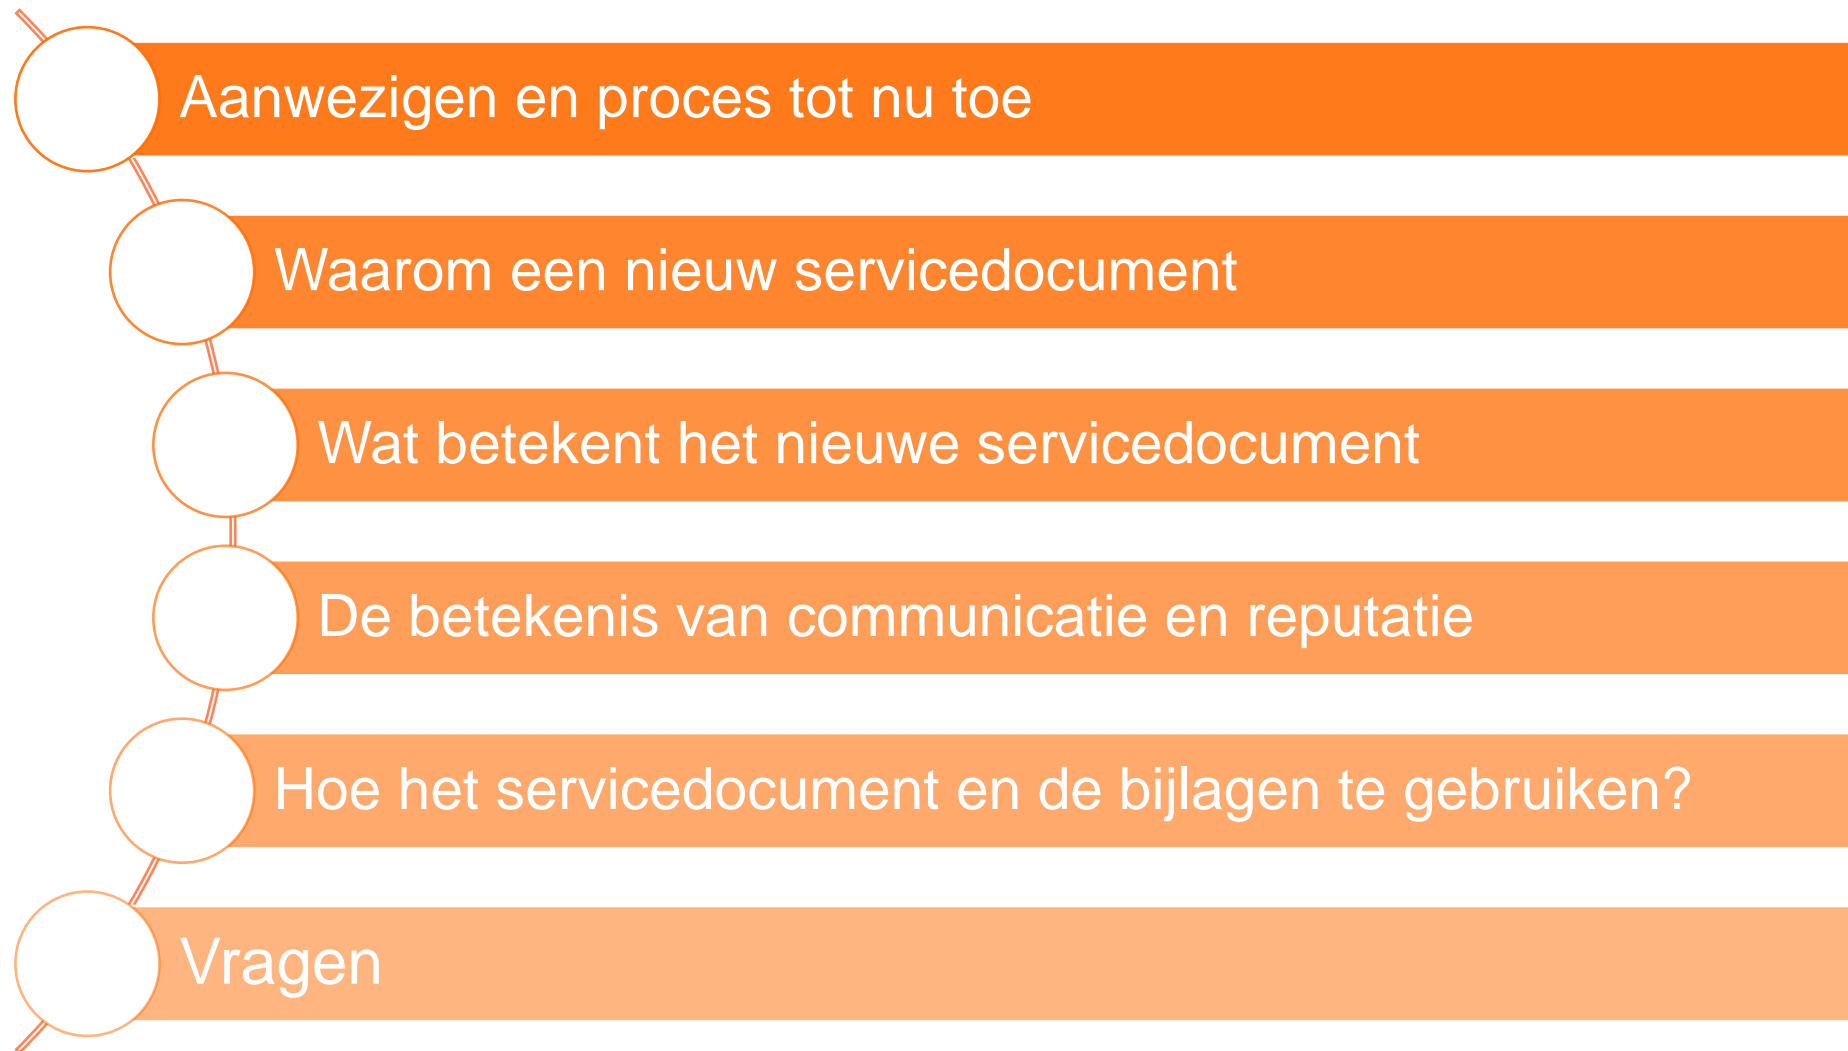 Aanwezigen en proces tot nu toe
Waarom een nieuw servicedocument
Wat betekent het nieuwe servicedocument
De betekenis van communicatie en reputatie
Hoe het servicedocument en de bijlagen te gebruiken?
Vragen